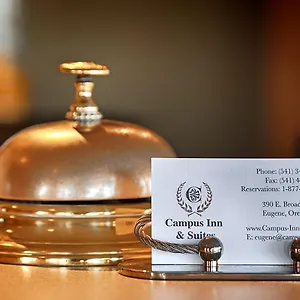 Campus Inn
& Suites
Phone: (541) 3
Fax: (541) 4
Reservations: 1-877-
390 E. Broad
Eugene, Ore
www.Campus-Inn
E: eugene@camp